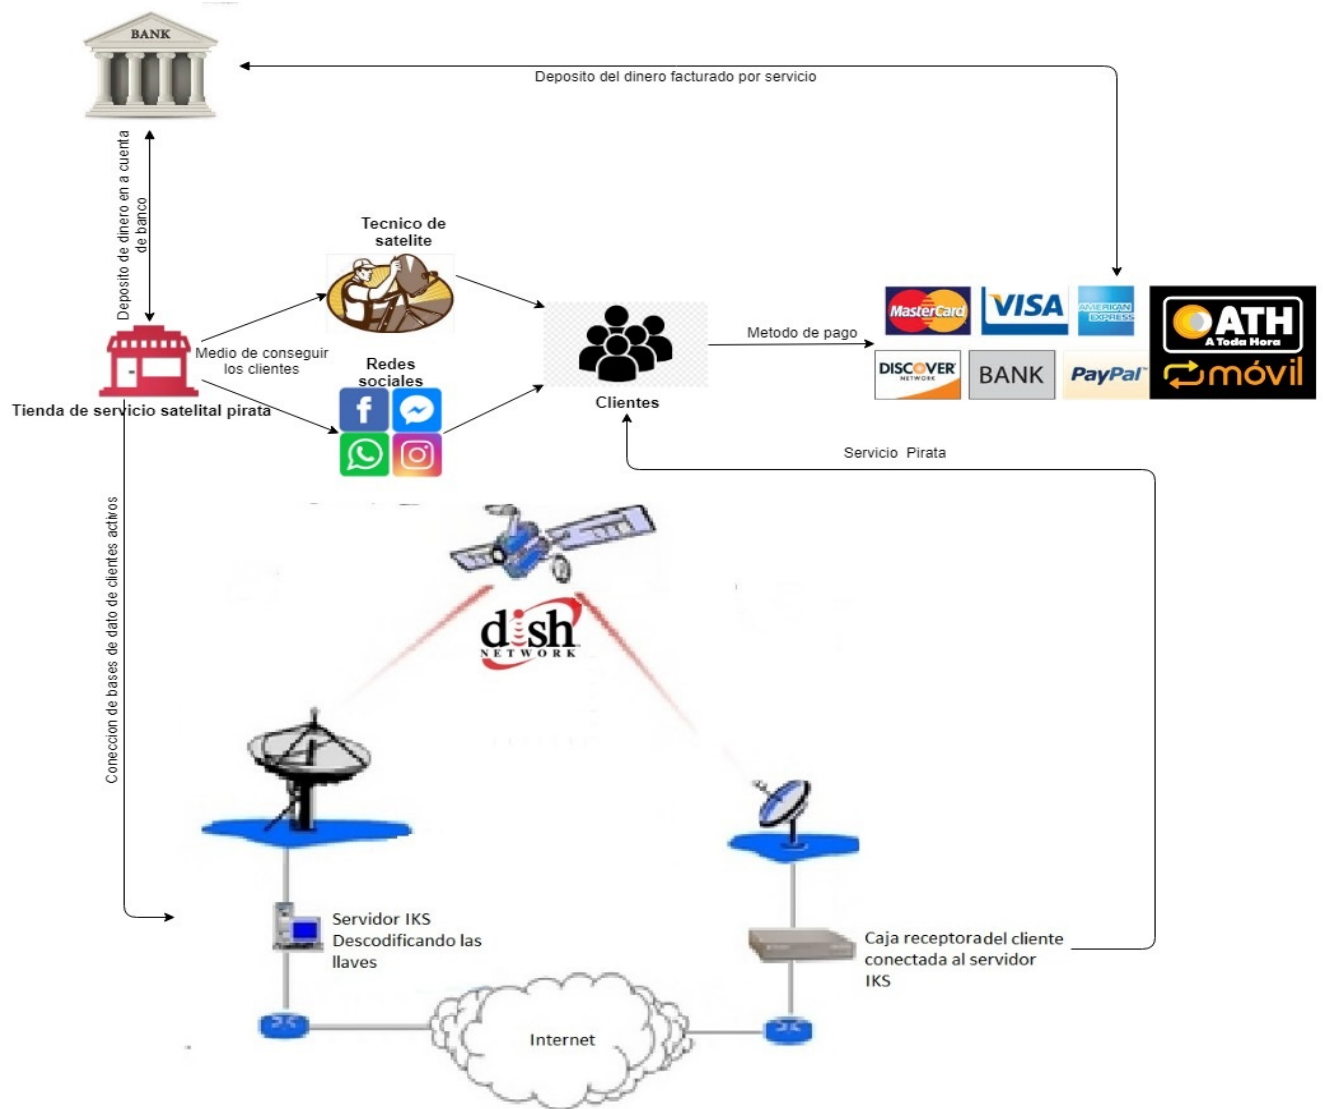 BANK
Deposito del dinero facturado por servicio
Deposito de dinero en a cuenta
de banco
Tecnico de
satelite
Medio de conseguir
los clientes
Redes
sociales
f
Tienda de servicio satelital pirata
Clientes
Metodo de pago
MasterCard
VISA
AMERICAN
EXPRESS
DISCOVER
NETWORK
BANK
PayPal
ATH
A Toda Hora
móvil
Servicio Pirata
Coneccion de bases de dato de clientes activos
dish
NETWORK
Servidor IKS
Descodificando las
llaves
Caja receptora del cliente
conectada al servidor
IKS
Internet